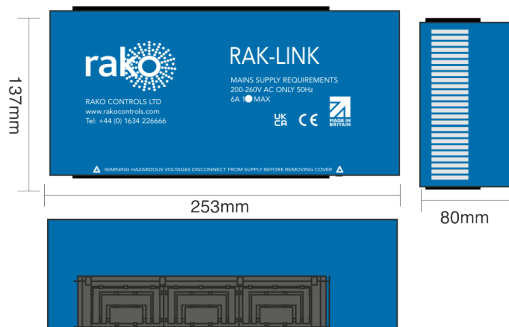 rako
RAK-LINK
MAINS SUPPLY REQUIREMENTS
200-260V AC ONLY 50Hz
6A MAX
RAKO CONTROLS LTD
www.rakocontrols.com
Tel: +44 (0) 1634 226666
UK
CA
CE
MADE IN
BRITAIN
WARNING HAZARDOUS VOLTAGES DISCONNECT FROM SUPPLY BEFORE REMOVING COVER
137mm
253mm
80mm